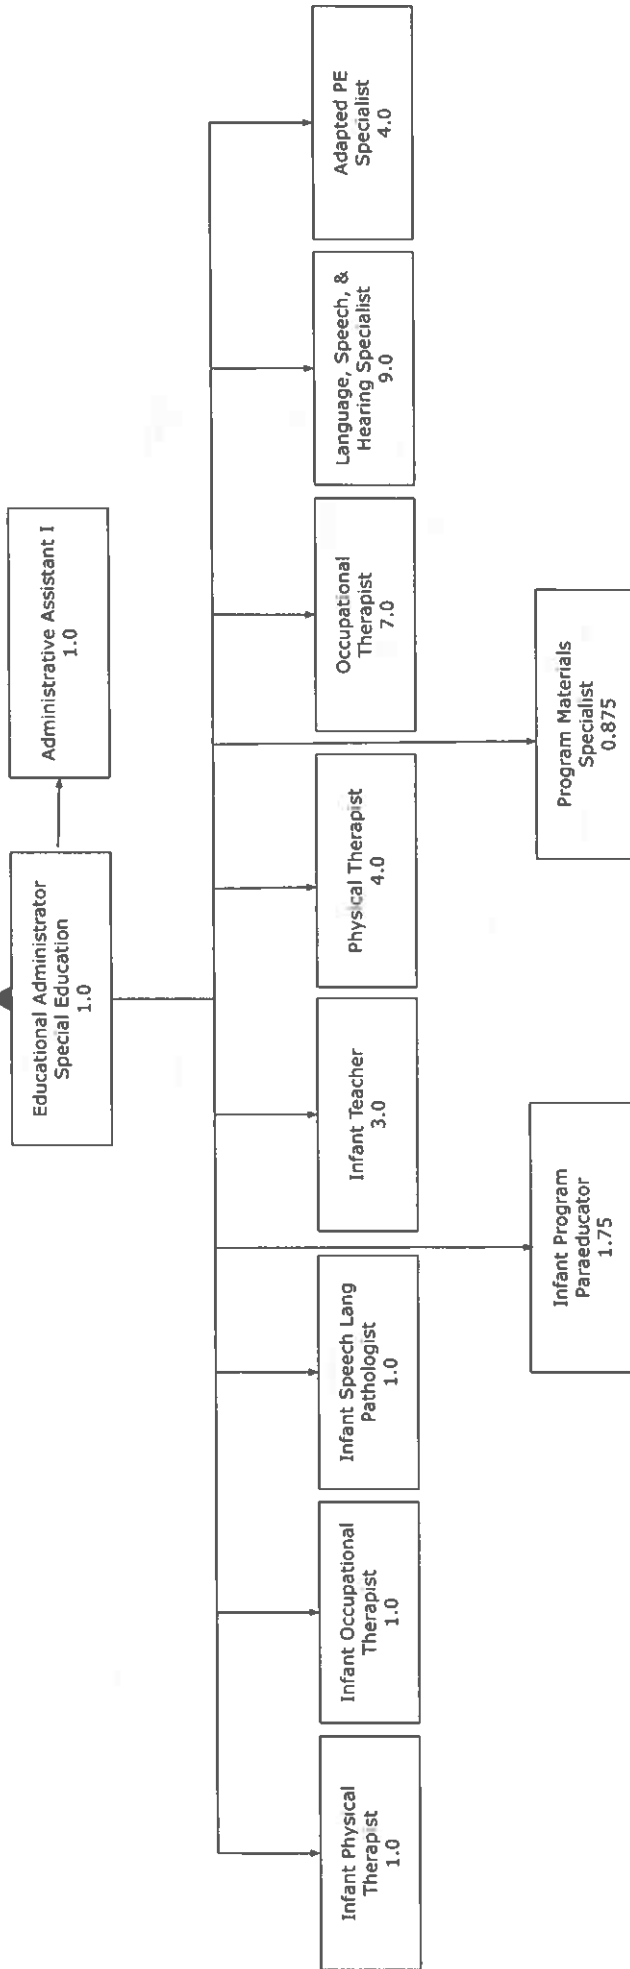 Educational Administrator
Special Education
1.0
Administrative Assistant I
1.0
Infant Physical
Therapist
1.0
Infant Occupational
Therapist
1.0
Infant Speech Lang
Pathologist
1.0
Infant Teacher
3.0
Physical Therapist
4.0
Occupational
Therapist
7.0
Language, Speech, &
Hearing Specialist
9.0
Adapted PE
Specialist
4.0
Infant Program
Paraeducator
1.75
Program Materials
Specialist
0.875